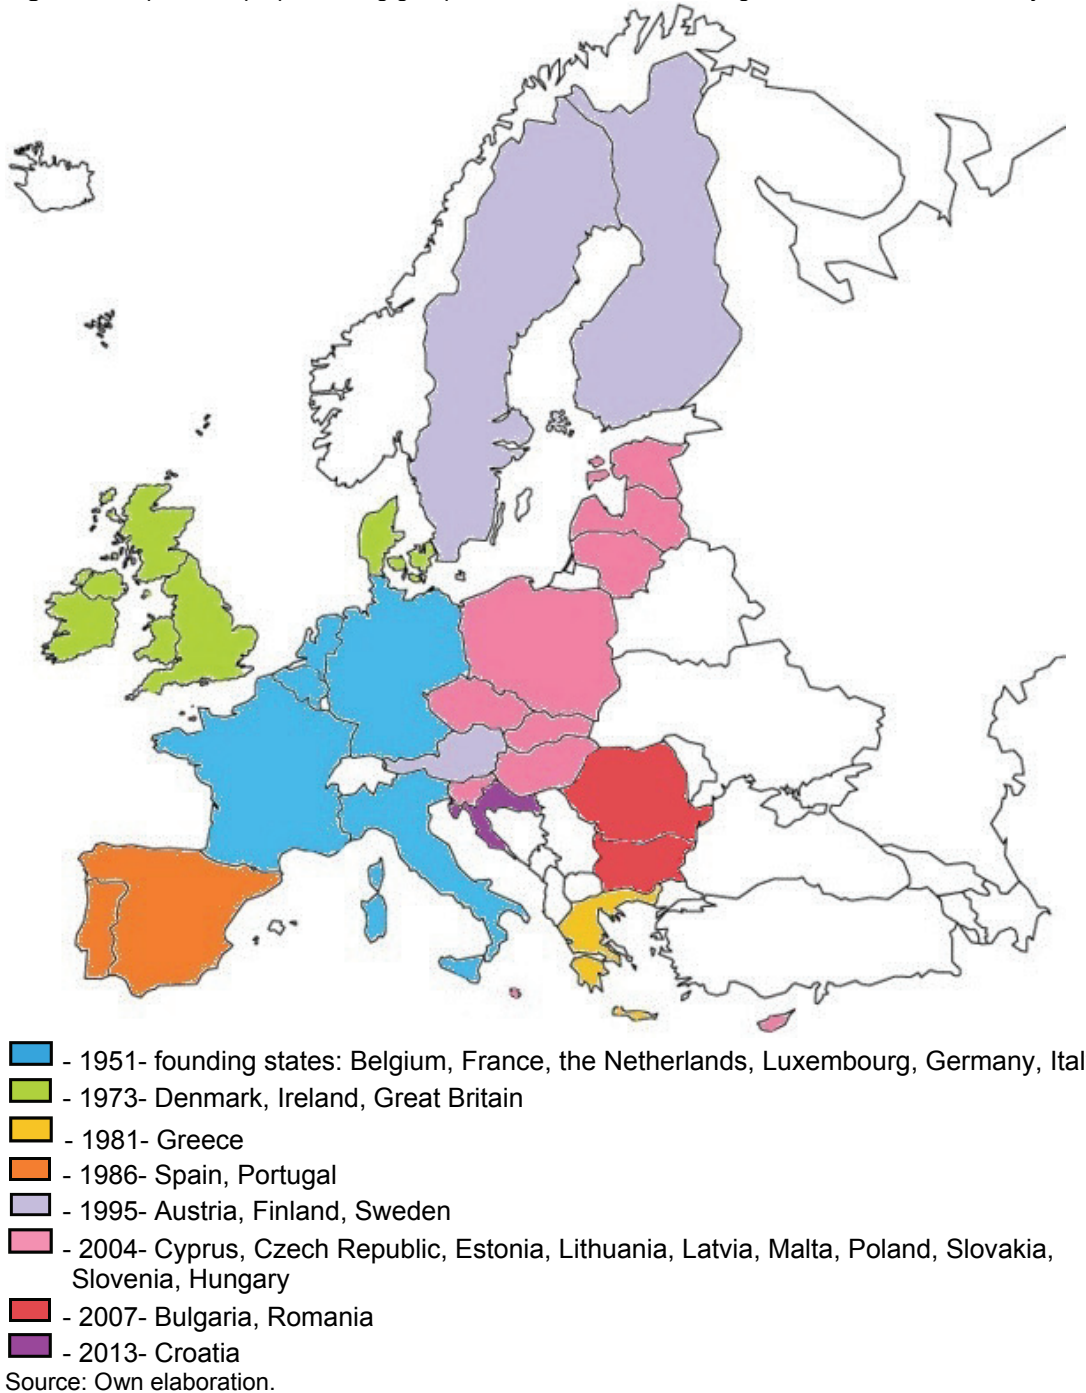 - 1951- founding states: Belgium, France, the Netherlands, Luxembourg, Germany, Ital
- 1973- Denmark, Ireland, Great Britain
- 1981- Greece
- 1986- Spain, Portugal
- 1995- Austria, Finland, Sweden
- 2004- Cyprus, Czech Republic, Estonia, Lithuania, Latvia, Malta, Poland, Slovakia,
Slovenia, Hungary
- 2007- Bulgaria, Romania
- 2013- Croatia
Source: Own elaboration.